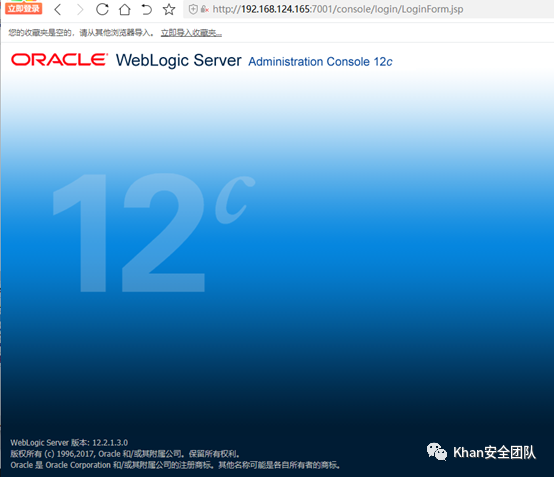 立即登录
http://192.168.124.165:7001/console/login/LoginForm.jsp
您的收藏夹是空的，请从其他浏览器导入。 立即导入收藏夹...
ORACLE WebLogic Server Administration Console 12c
12c
WebLogic Server 版本: 12.2.1.3.0
版权所有 (c) 1996,2017, Oracle 和/或其附属公司。保留所有权利。
Oracle 是 Oracle Corporation 和/或其附属公司的注册商标。其他名称可能是各自所有者的商标。
Khan安全团队